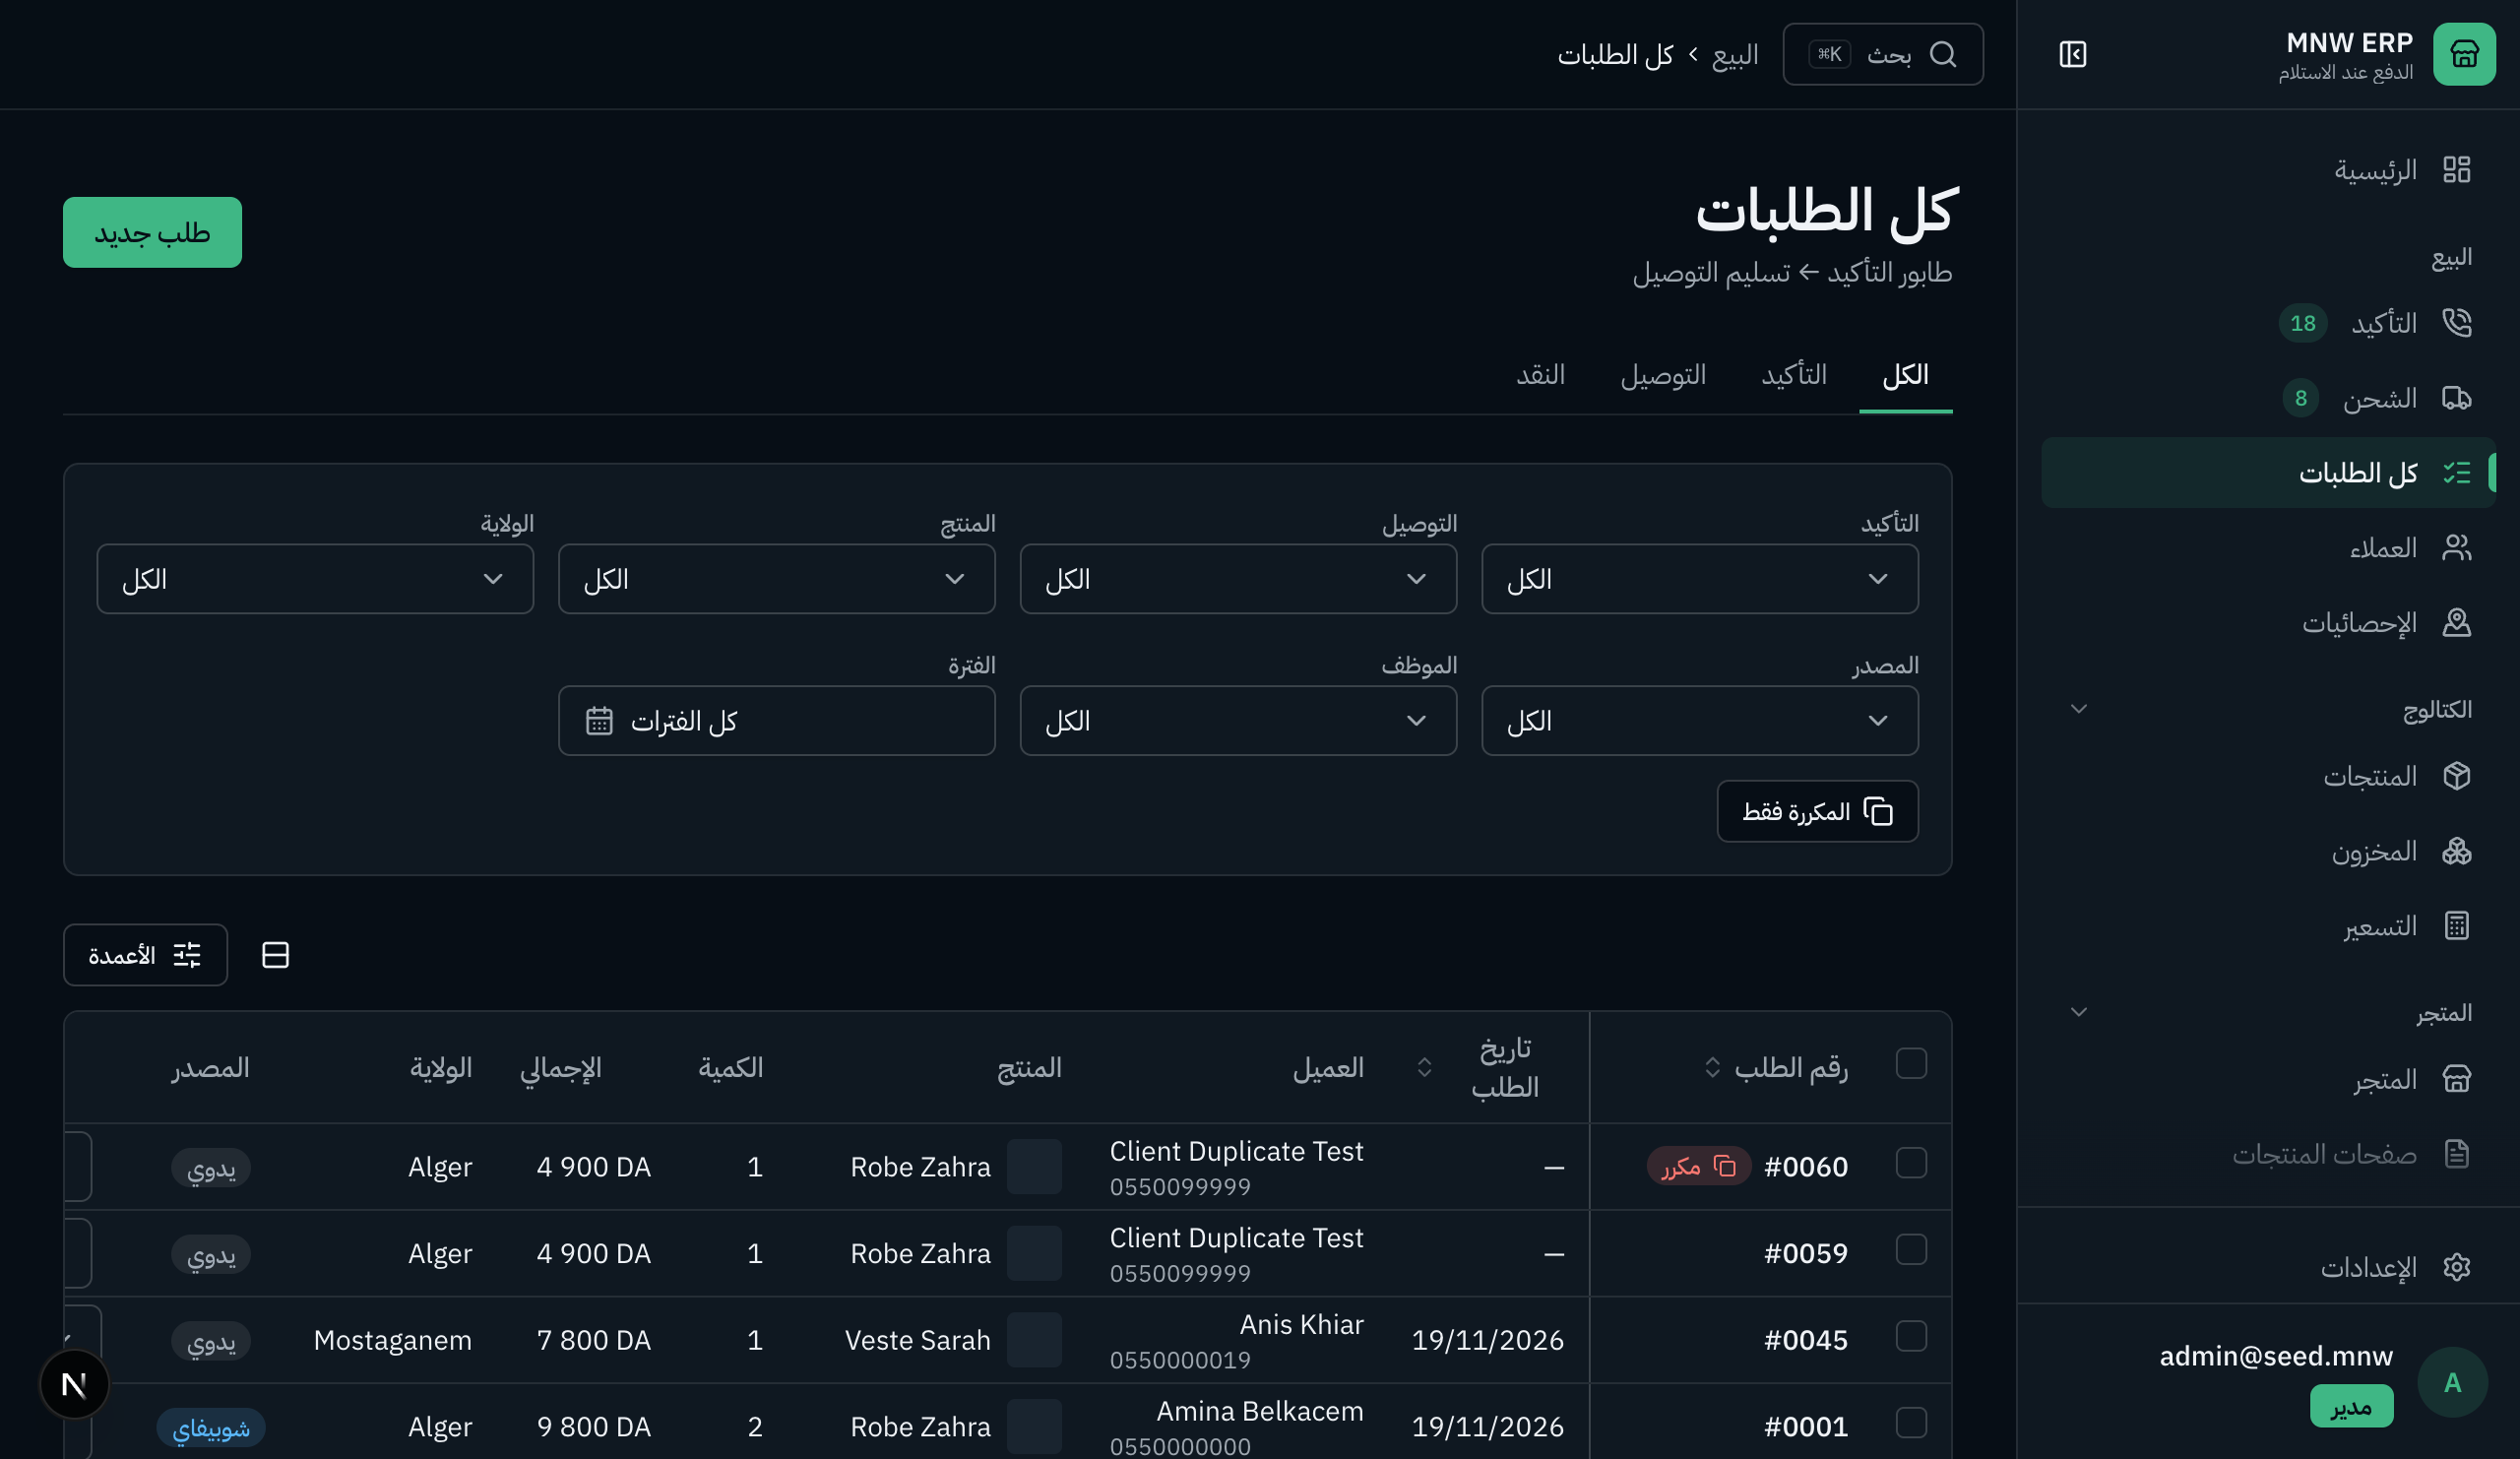 MNW ERP
الدفع عند الاستلام
الرئيسية
البيع
التأكيد 18
الشحن 8
كل الطلبات
العملاء
الإحصائيات
الكتالوج
المنتجات
المخزون
التسعير
المتجر
المتجر
صفحات المنتجات
الإعدادات
admin@seed.mnw
A
مدير
بحث ⌘K
البيع › كل الطلبات
كل الطلبات
طابور التأكيد ← تسليم التوصيل
طلب جديد
الكل التأكيد التوصيل النقد
التأكيد التوصيل المنتج الولاية
الكل الكل الكل الكل
المصدر الموظف الفترة
الكل الكل كل الفترات
المكررة فقط
الأعمدة
رقم الطلب تاريخ الطلب العميل المنتج الكمية الإجمالي الولاية المصدر
#0060 مكرر — Client Duplicate Test Robe Zahra 1 4 900 DA Alger يدوي
0550099999
#0059 — Client Duplicate Test Robe Zahra 1 4 900 DA Alger يدوي
0550099999
#0045 19/11/2026 Anis Khiar Veste Sarah 1 7 800 DA Mostaganem يدوي
0550000019
#0001 19/11/2026 Amina Belkacem Robe Zahra 2 9 800 DA Alger شوبيفاي
0550000000
N